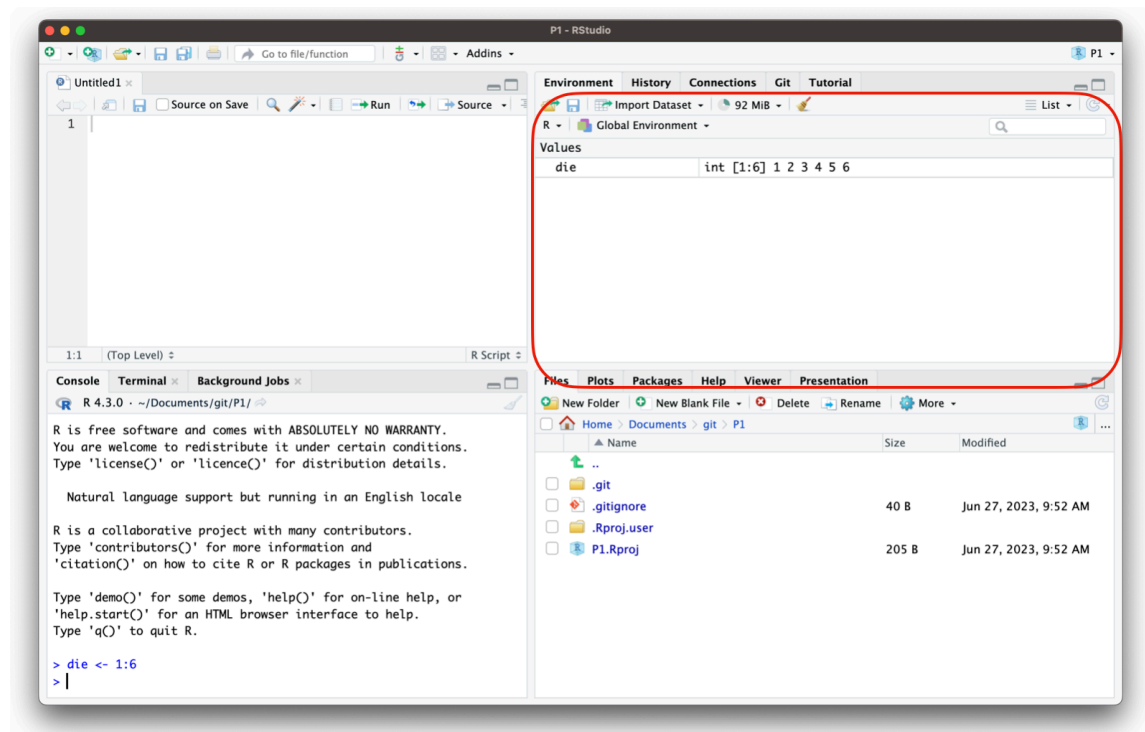 P1 - RStudio
Go to file/function
Addins
P1
Untitled1
Source on Save
Run
Source
1
1:1 (Top Level)
R Script
Console Terminal Background Jobs
R 4.3.0 · ~/Documents/git/P1/
R is free software and comes with ABSOLUTELY NO WARRANTY.
You are welcome to redistribute it under certain conditions.
Type 'license()' or 'licence()' for distribution details.
Natural language support but running in an English locale
R is a collaborative project with many contributors.
Type 'contributors()' for more information and
'citation()' on how to cite R or R packages in publications.
Type 'demo()' for some demos, 'help()' for on-line help, or
'help.start()' for an HTML browser interface to help.
Type 'q()' to quit R.
> die <- 1:6
>
Environment History Connections Git Tutorial
Import Dataset 92 MiB List
R Global Environment
Values
die int [1:6] 1 2 3 4 5 6
Files Plots Packages Help Viewer Presentation
New Folder New Blank File Delete Rename More
Home Documents git P1
...
Name Size Modified
..
.git
.gitignore 40 B Jun 27, 2023, 9:52 AM
.Rproj.user
P1.Rproj 205 B Jun 27, 2023, 9:52 AM